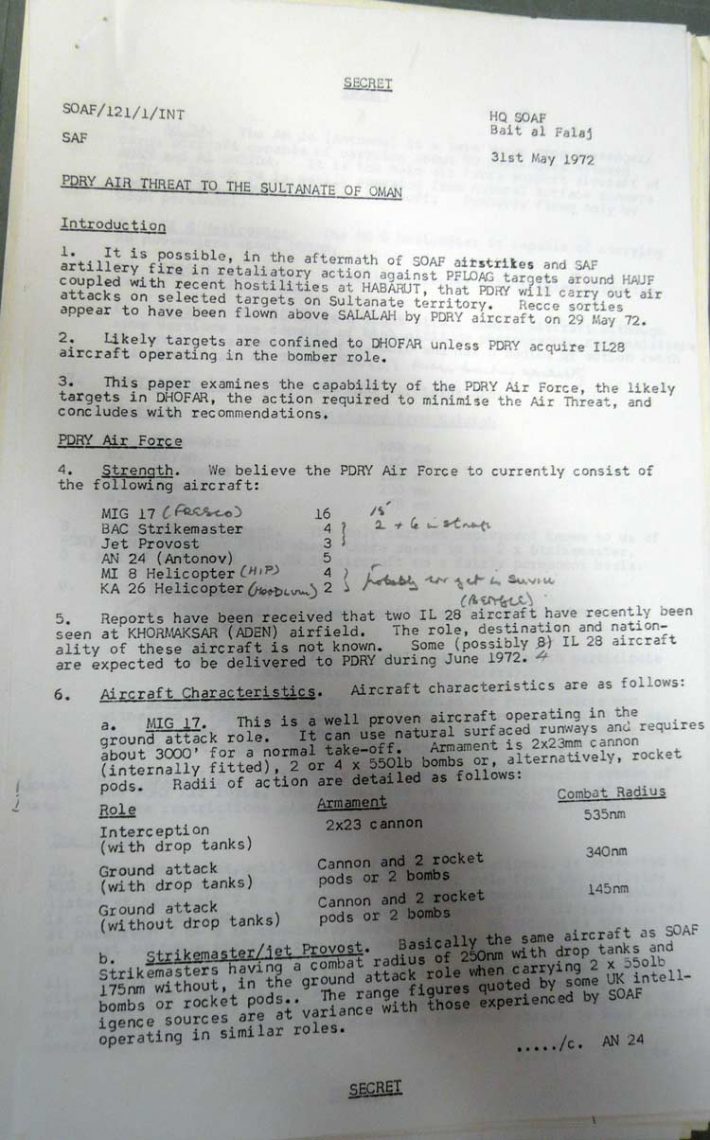 SECRET
SOAF/121/1/INT
HQ SOAF
Bait al Falaj
SAF
31st May 1972
PDRY AIR THREAT TO THE SULTANATE OF OMAN
Introduction
1. It is possible, in the aftermath of SOAF airstrikes and SAF
artillery fire in retaliatory action against PFLOAG targets around HAUF
coupled with recent hostilities at HABARUT, that PDRY will carry out air
attacks on selected targets on Sultanate territory. Recce sorties
appear to have been flown above SALALAH by PDRY aircraft on 29 May 72.
2. Likely targets are confined to DHOFAR unless PDRY acquire IL28
aircraft operating in the bomber role.
3. This paper examines the capability of the PDRY Air Force, the likely
targets in DHOFAR, the action required to minimise the Air Threat, and
concludes with recommendations.
PDRY Air Force
4. Strength. We believe the PDRY Air Force to currently consist of
the following aircraft:
MIG 17 (FRESCO) 16 15
BAC Strikemaster 4 } 2 + 6 in
Jet Provost 3
AN 24 (Antonov) 5
MI 8 Helicopter (HIP) 4 } probably not yet in service
KA 26 Helicopter (HOODLUM) 2
(BEAGLE)
5. Reports have been received that two IL 28 aircraft have recently been
seen at KHORMAKSAR (ADEN) airfield. The role, destination and nation-
ality of these aircraft is not known. Some (possibly 8) IL 28 aircraft
are expected to be delivered to PDRY during June 1972. 4
6. Aircraft Characteristics. Aircraft characteristics are as follows:
a. MIG 17. This is a well proven aircraft operating in the
ground attack role. It can use natural surfaced runways and requires
about 3000' for a normal take-off. Armament is 2x23mm cannon
(internally fitted), 2 or 4 x 550lb bombs or, alternatively, rocket
pods. Radii of action are detailed as follows:
Role Armament Combat Radius
Interception 2x23 cannon 535nm
(with drop tanks)
Ground attack Cannon and 2 rocket 340nm
(with drop tanks) pods or 2 bombs
Ground attack Cannon and 2 rocket 145nm
(without drop tanks) pods or 2 bombs
b. Strikemaster/jet Provost. Basically the same aircraft as SOAF
Strikemasters having a combat radius of 250nm with drop tanks and
175nm without, in the ground attack role when carrying 2 x 550lb
bombs or rocket pods.. The range figures quoted by some UK intell-
igence sources are at variance with those experienced by SOAF
operating in similar roles.
...../c. AN 24
SECRET